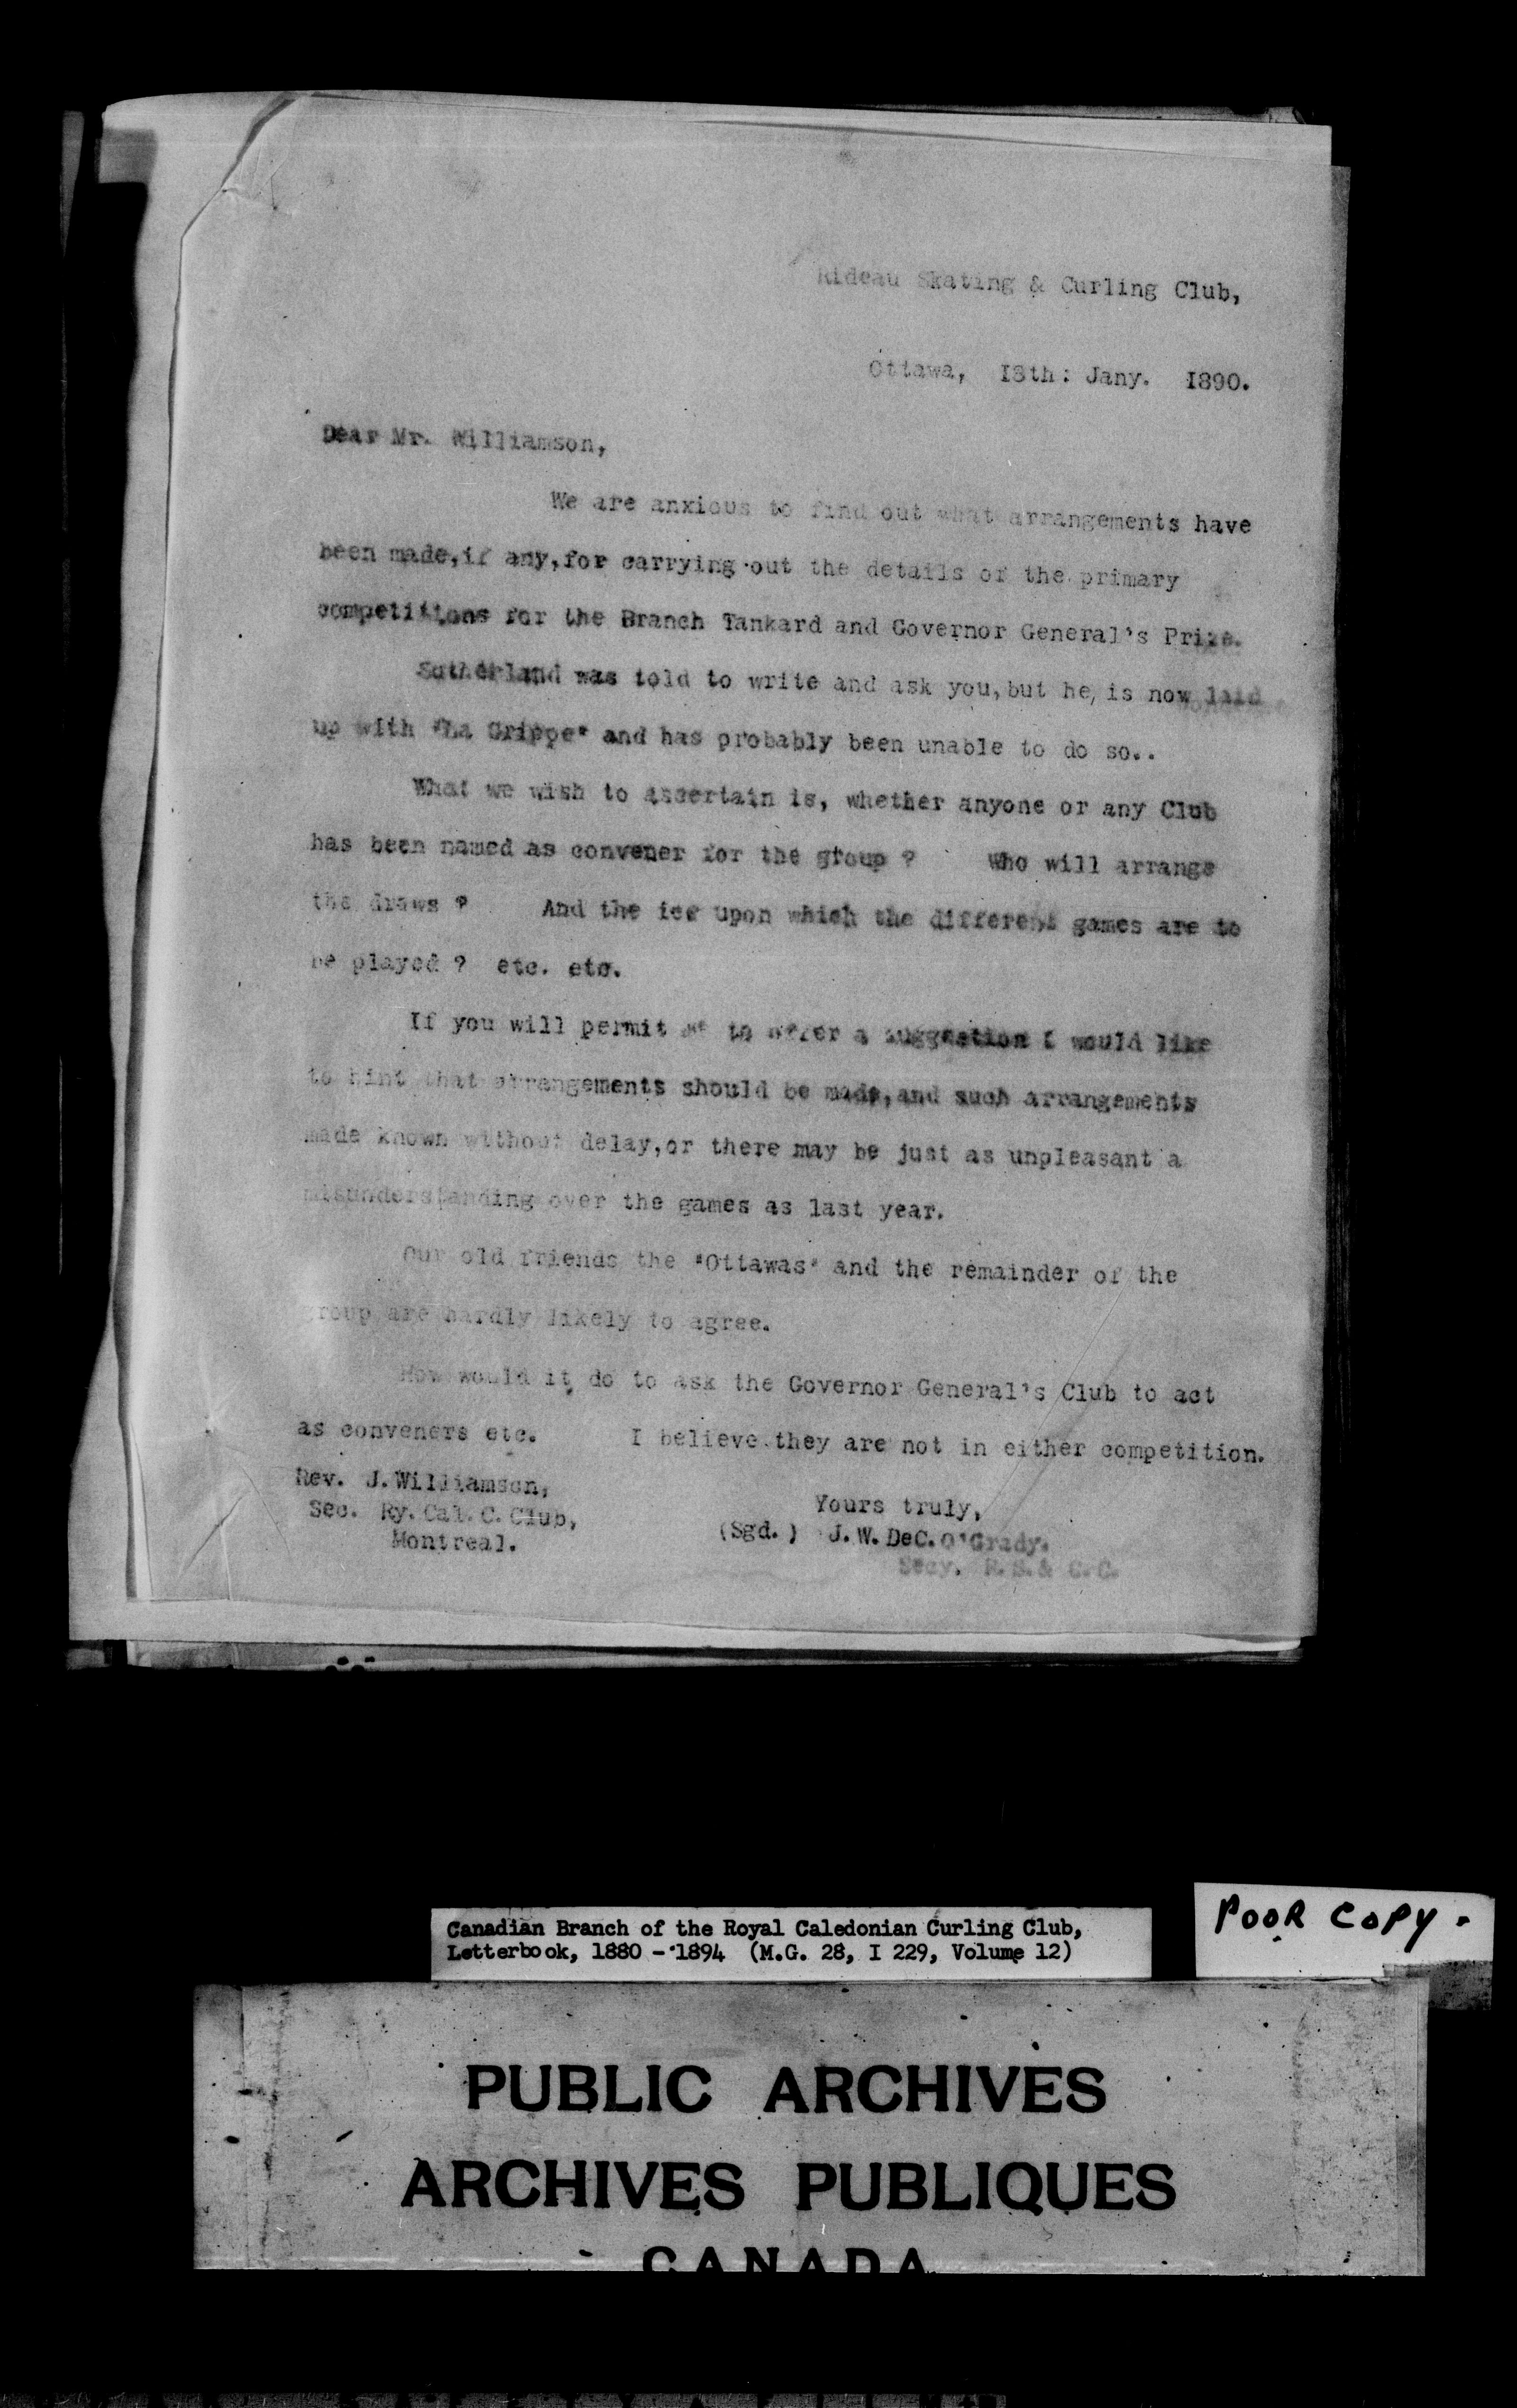 Rideau Skating & Curling Club,
Ottawa, 18th: Jany. 1890.
Dear Mr. Williamson,
We are anxious to find out what arrangements have
been made,if any,for carrying out the details of the primary
competitions for the Branch Tankard and Governor General's Prize.
Sutherland was told to write and ask you,but he, is now laid
up with "La Grippe" and has probably been unable to do so..
What we wish to ascertain is, whether anyone or any Club
has been named as convener for the group ? Who will arrange
the draws ? And the ice upon which the different games are to
be played ? etc. etc.
If you will permit me to offer a suggestion I would like
to hint that arrangements should be made,and such arrangements
made known without delay,or there may be just as unpleasant a
misunderstanding over the games as last year.
Our old friends the "Ottawas" and the remainder of the
group are hardly likely to agree.
How would it do to ask the Governor General's Club to act
as conveners etc. I believe they are not in either competition.
Rev. J.Williamson,
Sec. Ry. Cal. C. Club,
Montreal.
Yours truly,
(Sgd.) J.W.DeC.O'Grady.
Secy. R.S.& C.C.
Canadian Branch of the Royal Caledonian Curling Club,
Letterbook, 1880 - 1894 (M.G. 28, I 229, Volume 12)
POOR COPY.
PUBLIC ARCHIVES
ARCHIVES PUBLIQUES
CANADA